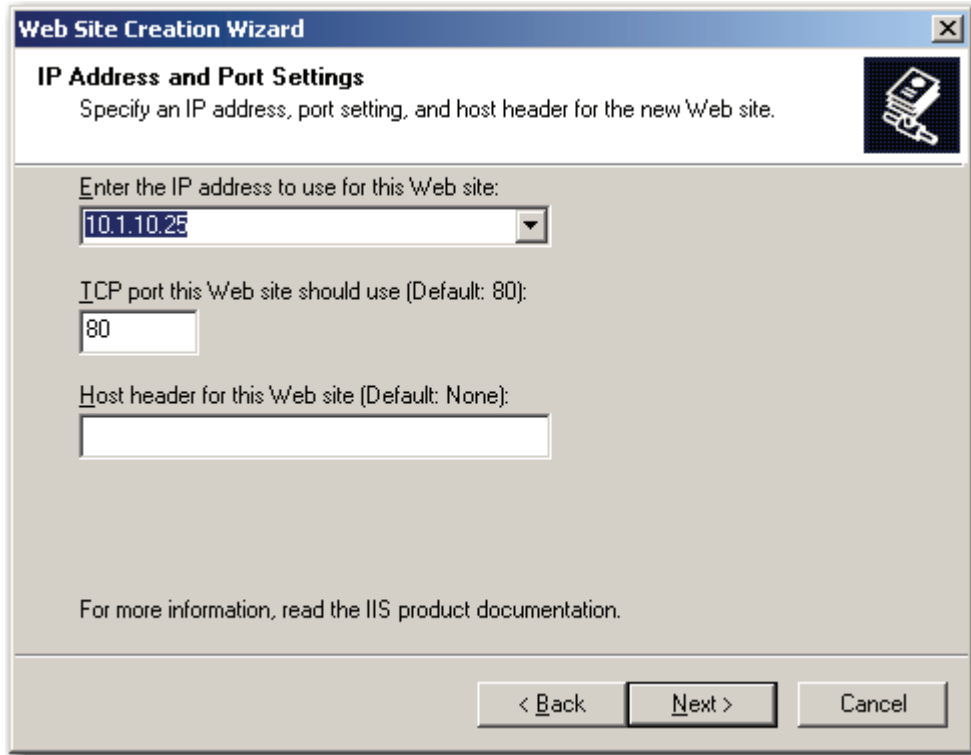 Web Site Creation Wizard
IP Address and Port Settings
Specify an IP address, port setting, and host header for the new Web site.
Enter the IP address to use for this Web site:
10.1.10.25
TCP port this Web site should use (Default: 80):
80
Host header for this Web site (Default: None):
For more information, read the IIS product documentation.
< Back Next > Cancel